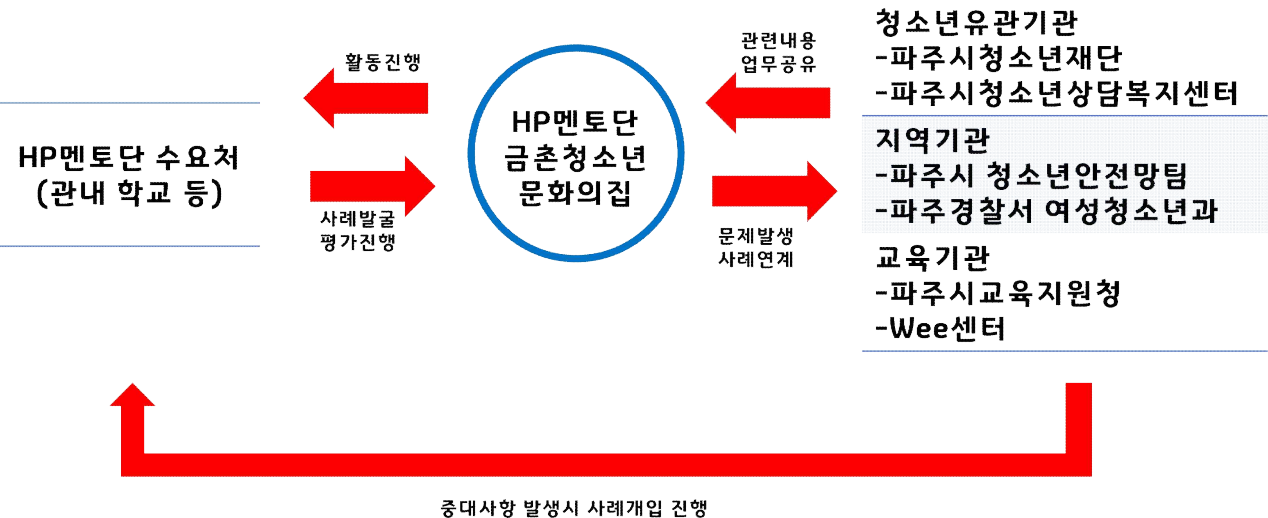 HP멘토단 수요처
(관내 학교 등)
활동진행
사례발굴
평가진행
HP멘토단
금촌청소년
문화의집
관련내용
업무공유
문제발생
사례연계
청소년유관기관
-파주시청소년재단
-파주시청소년상담복지센터
지역기관
-파주시 청소년안전망팀
-파주경찰서 여성청소년과
교육기관
-파주시교육지원청
-Wee센터
중대사항 발생시 사례개입 진행